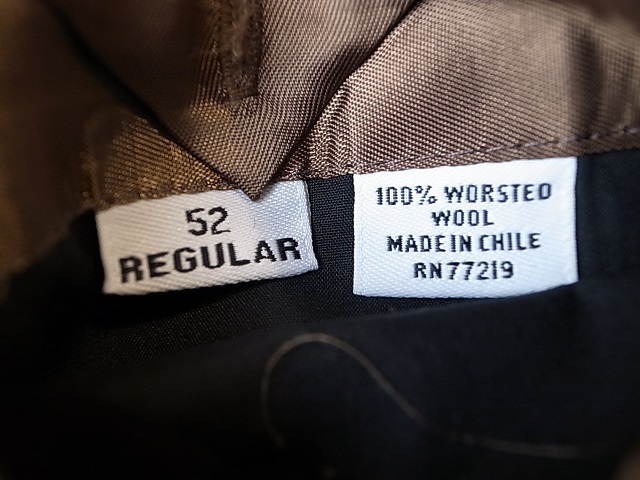 52
REGULAR
100% WORSTED
WOOL
MADE IN CHILE
RN77219